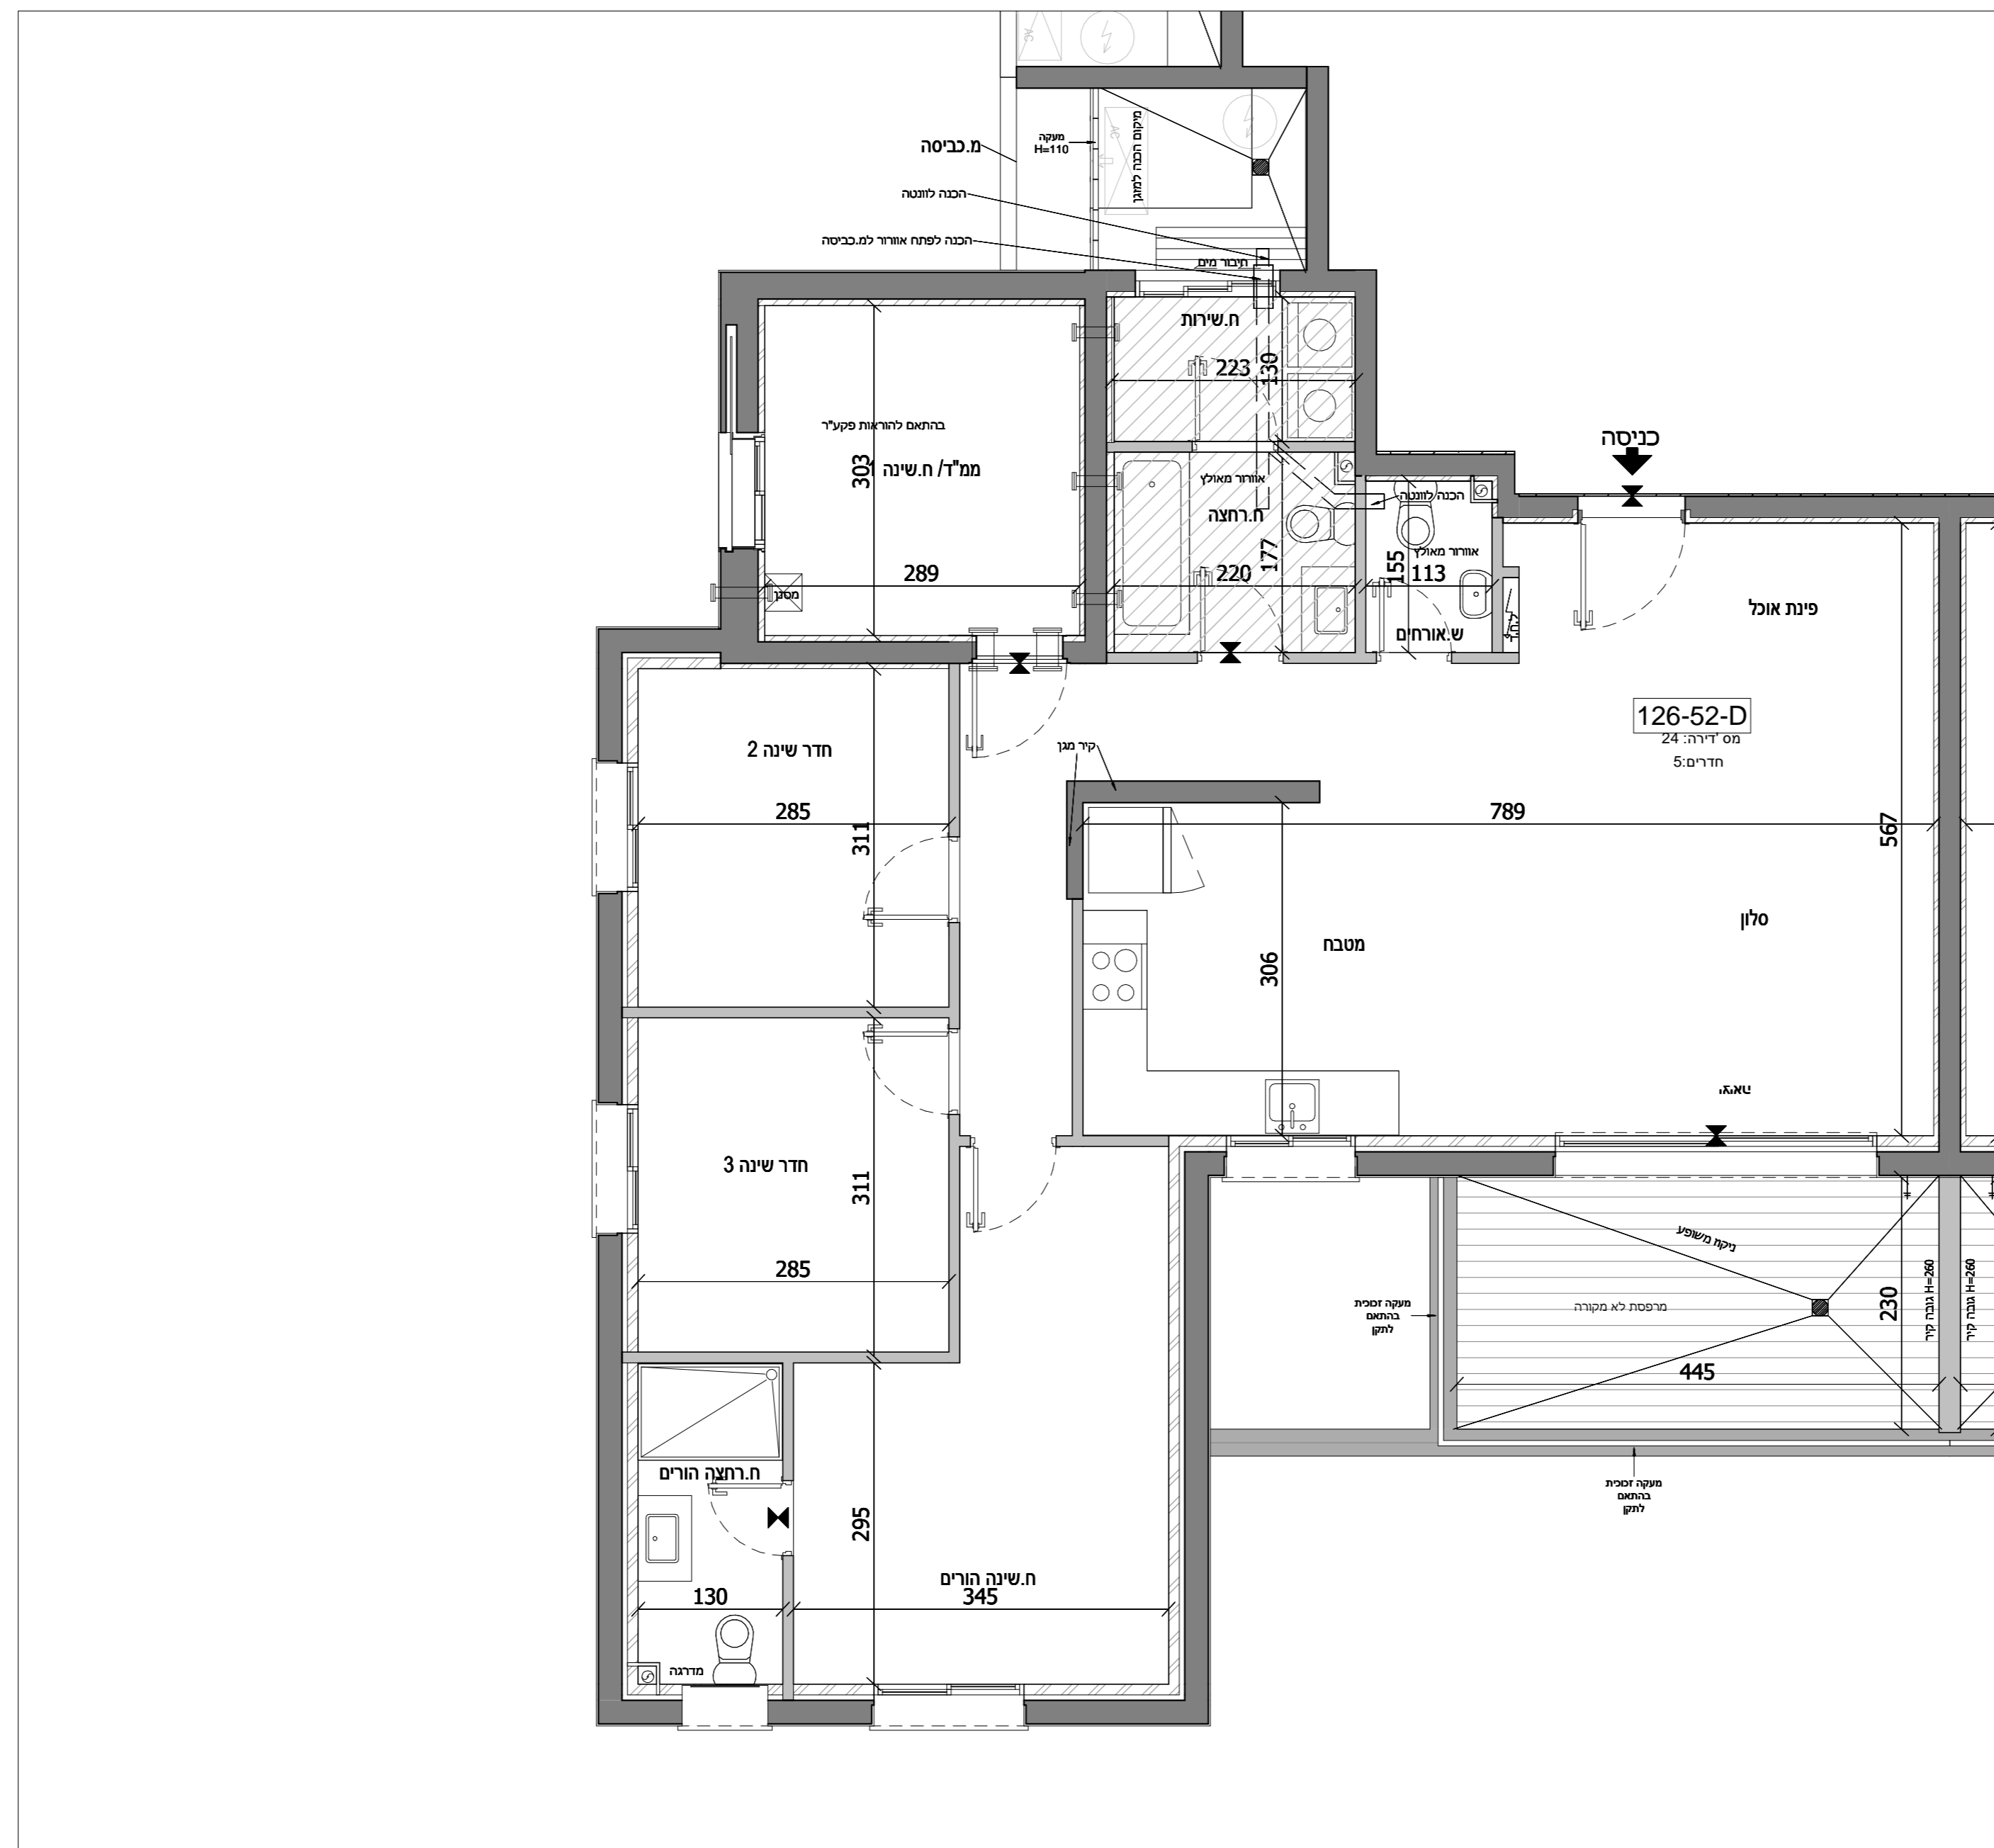 AC
מ.כביסה
מעקה
H=110
AC
מיקום הכנה למזגן
הכנה לוונטה
הכנה לפתח אוורור למ.כביסה
חיבור מים
ח.שירות
223
130
בהתאם להוראות פקע"ר
ממ"ד/ ח.שינה 1
303
289
מסנן
אוורור מאולץ
ח.רחצה
177
220
הכנה לוונטה
155
אוורור מאולץ
113
ש.אורחים
ח.ד.
כניסה
פינת אוכל
126-52-D
מס' דירה: 24
חדרים:5
חדר שינה 2
285
311
קיר מגן
789
567
306
מטבח
סלון
חדר שינה 3
311
285
ניקוז משופע
מעקה זכוכית
בהתאם
לתקן
מרפסת לא מקורה
230
גובה קיר H=260
גובה קיר H=260
445
מעקה זכוכית
בהתאם
לתקן
ח.רחצה הורים
295
130
ח.שינה הורים
345
מדרגה